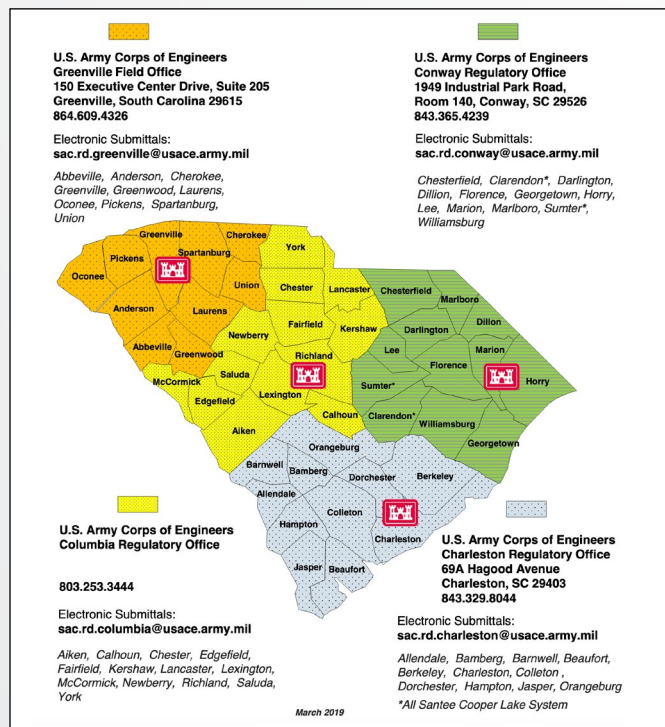 U.S. Army Corps of Engineers
Greenville Field Office
150 Executive Center Drive, Suite 205
Greenville, South Carolina 29615
864.609.4326
Electronic Submittals:
sac.rd.greenville@usace.army.mil
Abbeville, Anderson, Cherokee,
Greenville, Greenwood, Laurens,
Oconee, Pickens, Spartanburg,
Union
U.S. Army Corps of Engineers
Conway Regulatory Office
1949 Industrial Park Road,
Room 140, Conway, SC 29526
843.365.4239
Electronic Submittals:
sac.rd.conway@usace.army.mil
Chesterfield, Clarendon*, Darlington,
Dillion, Florence, Georgetown, Horry,
Lee, Marion, Marlboro, Sumter*,
Williamsburg
Greenville
Cherokee
Spartanburg
York
Pickens
Oconee
Union
Chester
Lancaster
Chesterfield
Marlboro
Anderson
Laurens
Fairfield
Kershaw
Darlington
Dillon
Newberry
Abbeville
Greenwood
Richland
Lee
Marion
Florence
McCormick
Saluda
Lexington
Sumter*
Horry
Edgefield
Calhoun
Clarendon*
Williamsburg
Aiken
Orangeburg
Georgetown
Barnwell
Bamberg
Dorchester
Berkeley
Allendale
Colleton
Hampton
Charleston
Jasper
Beaufort
U.S. Army Corps of Engineers
Columbia Regulatory Office
803.253.3444
Electronic Submittals:
sac.rd.columbia@usace.army.mil
Aiken, Calhoun, Chester, Edgefield,
Fairfield, Kershaw, Lancaster, Lexington,
McCormick, Newberry, Richland, Saluda,
York
U.S. Army Corps of Engineers
Charleston Regulatory Office
69A Hagood Avenue
Charleston, SC 29403
843.329.8044
Electronic Submittals:
sac.rd.charleston@usace.army.mil
Allendale, Bamberg, Barnwell, Beaufort,
Berkeley, Charleston, Colleton ,
Dorchester, Hampton, Jasper, Orangeburg
*All Santee Cooper Lake System
March 2019